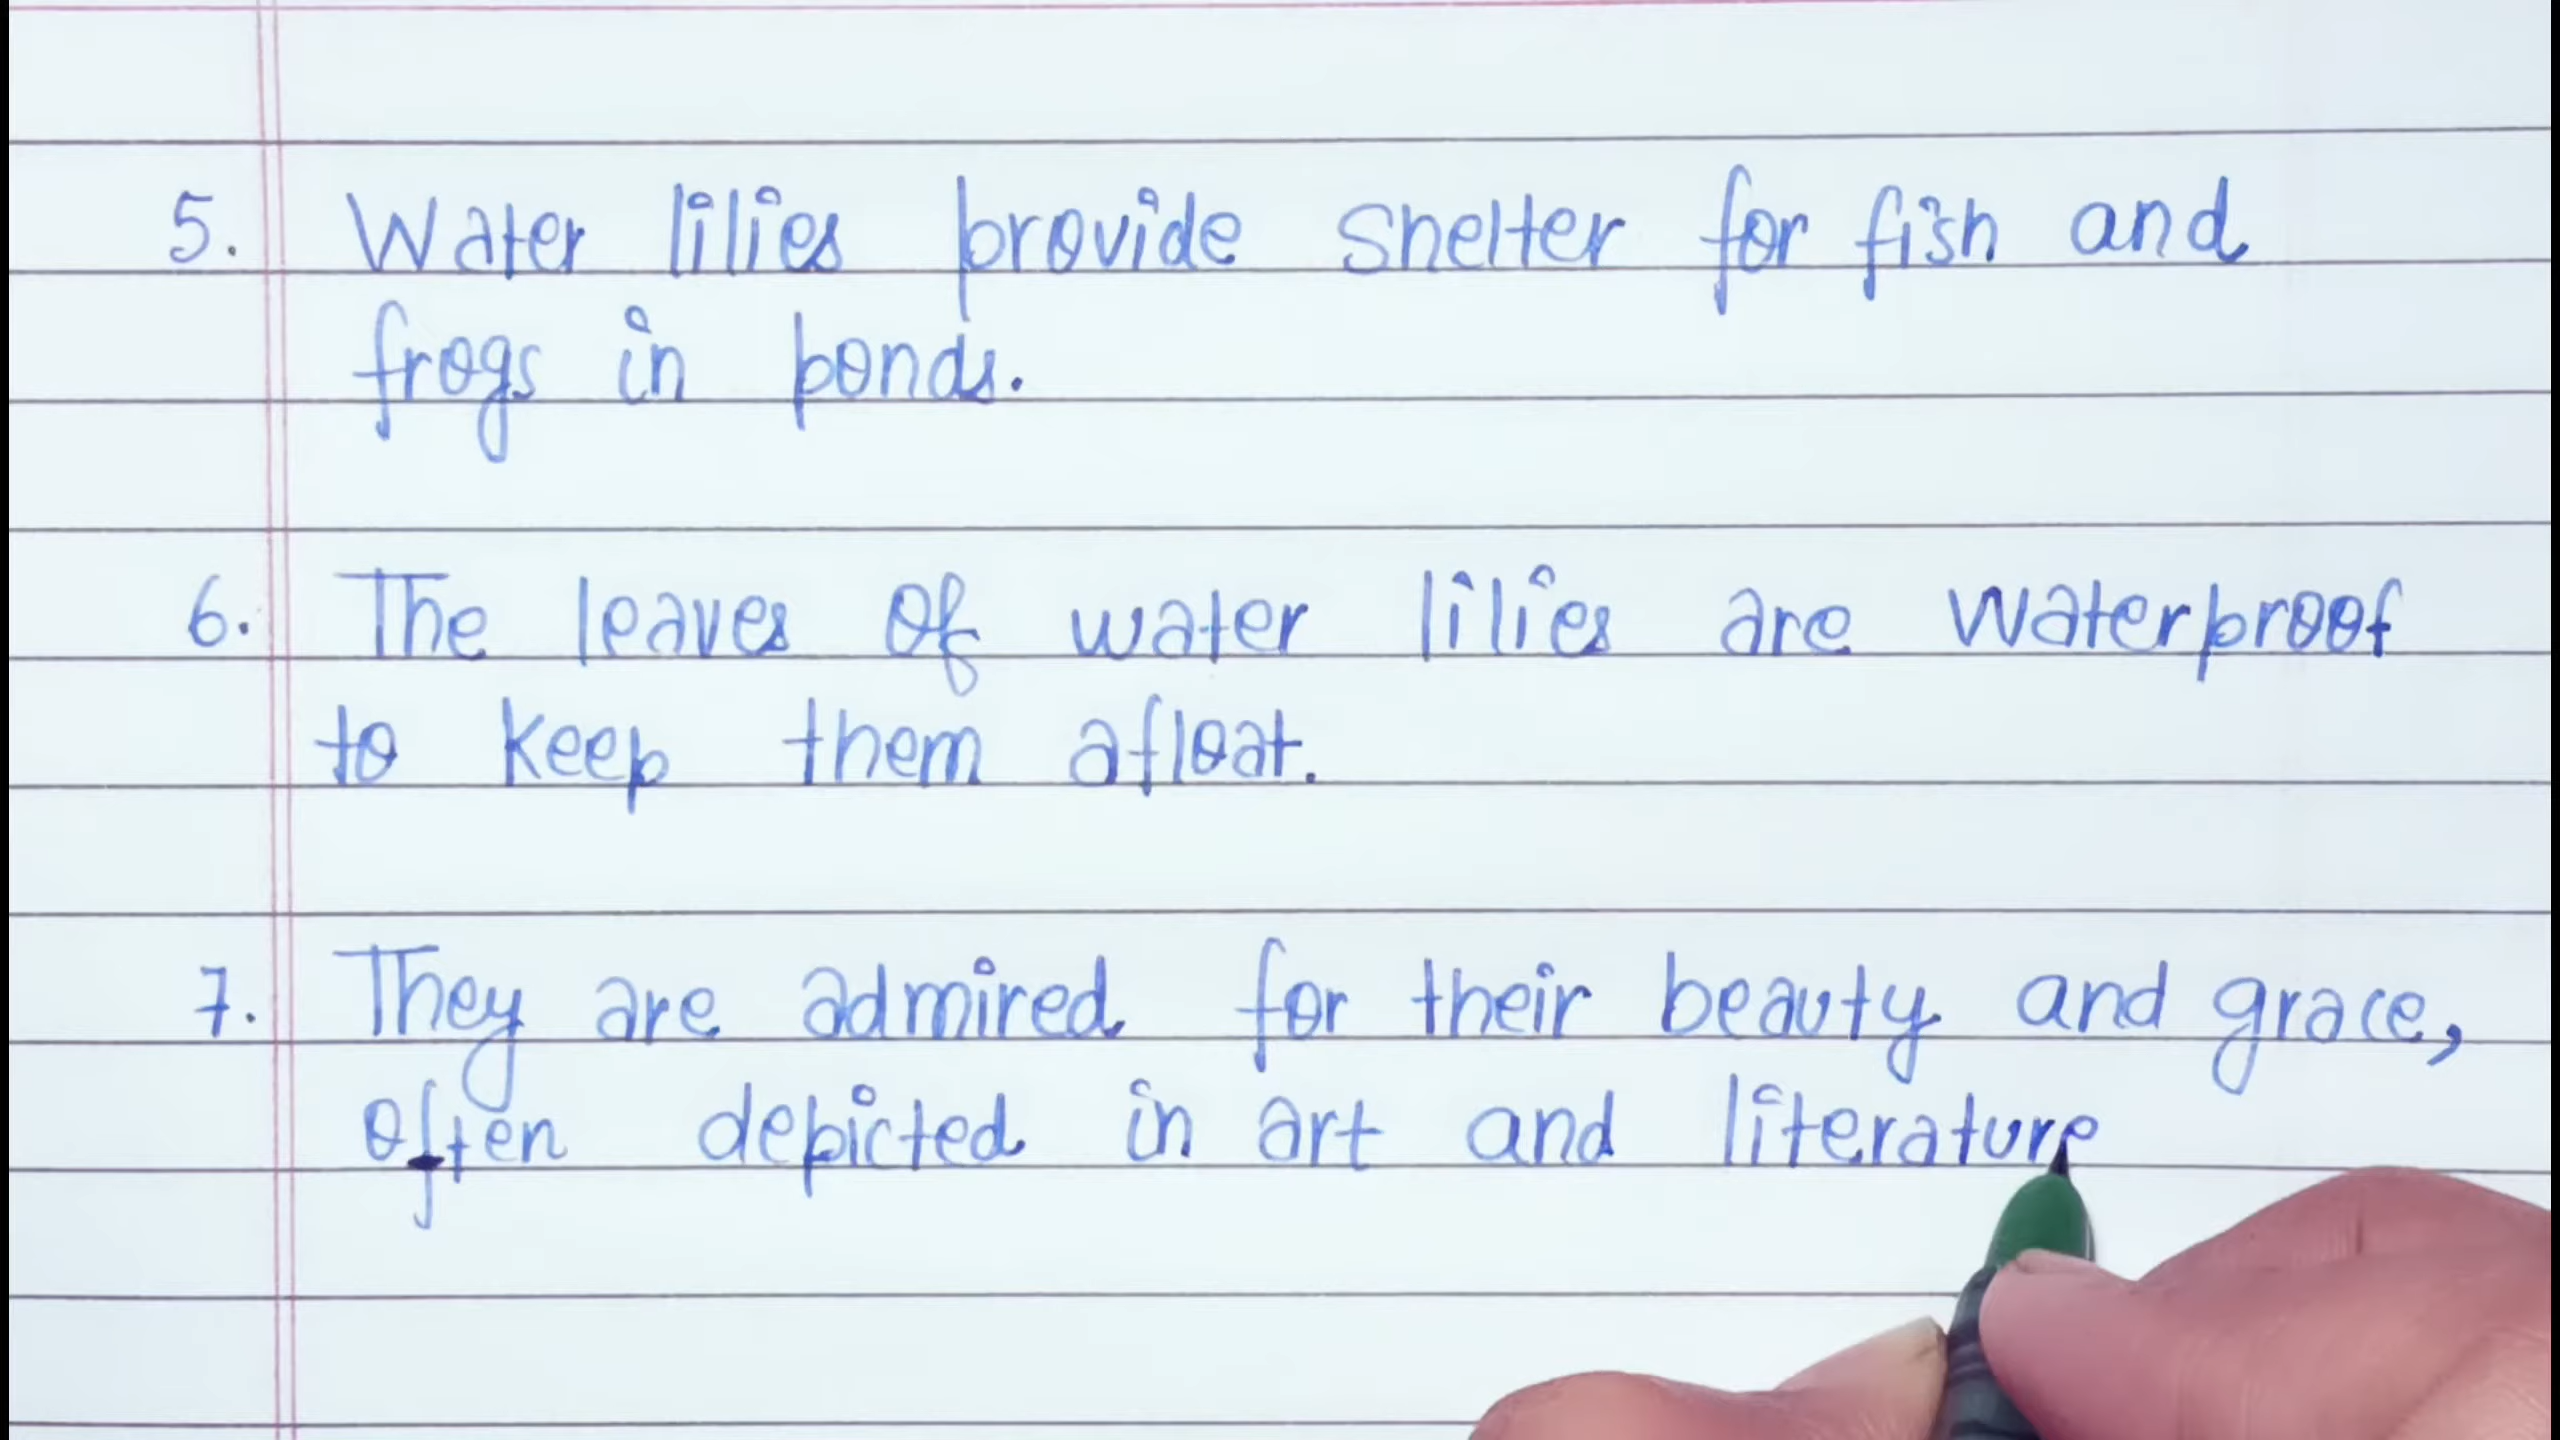 5. Water lilies provide shelter for fish and
frogs in ponds.
6. The leaves of water lilies are waterproof
to keep them afloat.
7. They are admired for their beauty and grace,
often depicted in art and literature